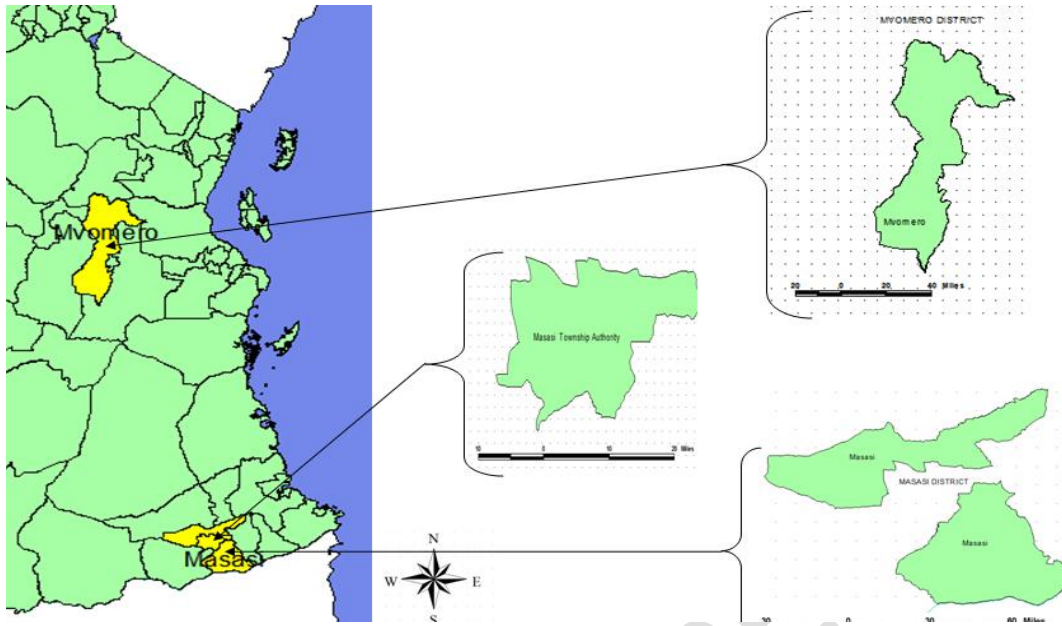 MVOMERO DISTRICT
Mvomero
Mvomero
20 0 20 40 Miles
Masasi Township Authority
10 0 10 20 Miles
Masasi
MASASI DISTRICT
Masasi
Masasi
N
W E
S
30 0 30 60 Miles